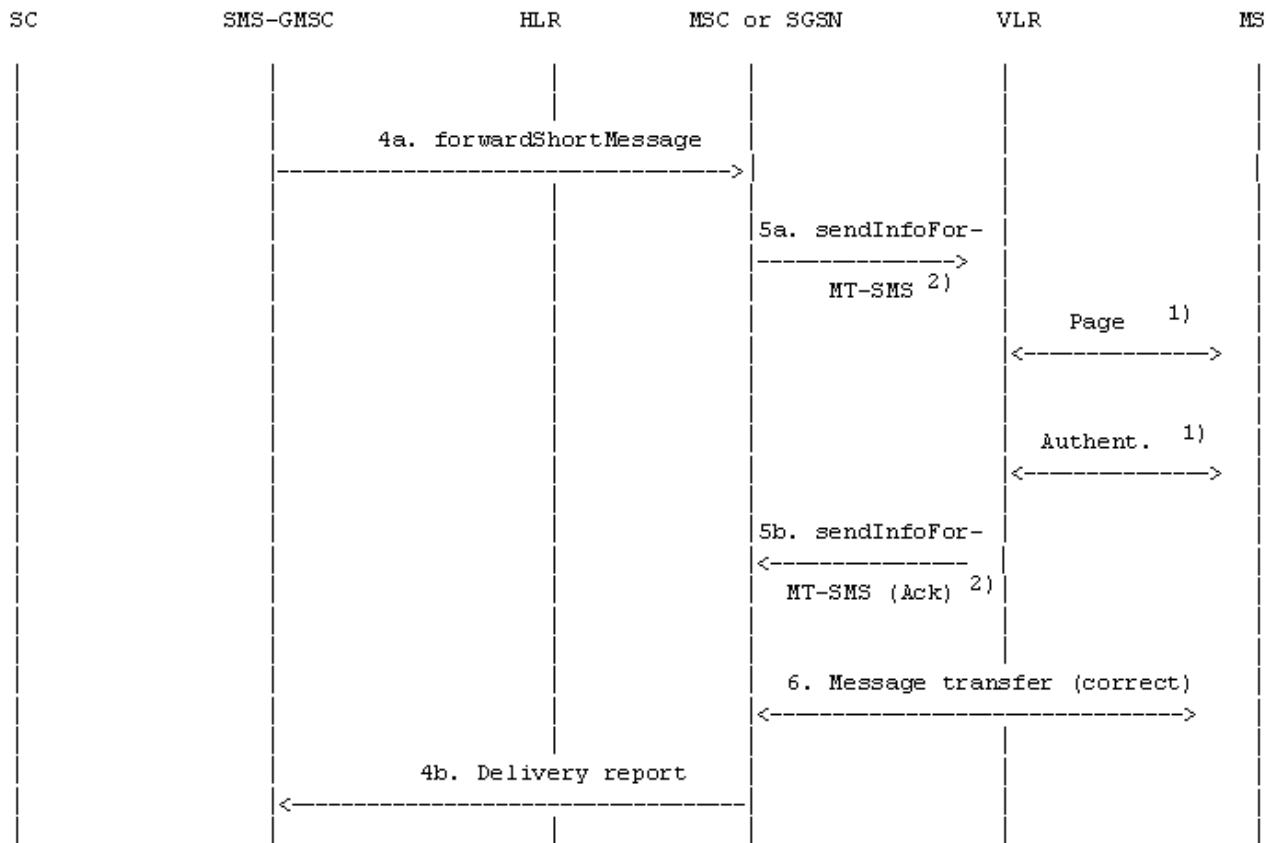 SC SMS-GMSC HLR MSC or SGSN VLR MS
4a. forwardShortMessage
5a. sendInfoFor-
MT-SMS 2)
Page 1)
Authent. 1)
5b. sendInfoFor-
MT-SMS (Ack) 2)
6. Message transfer (correct)
4b. Delivery report